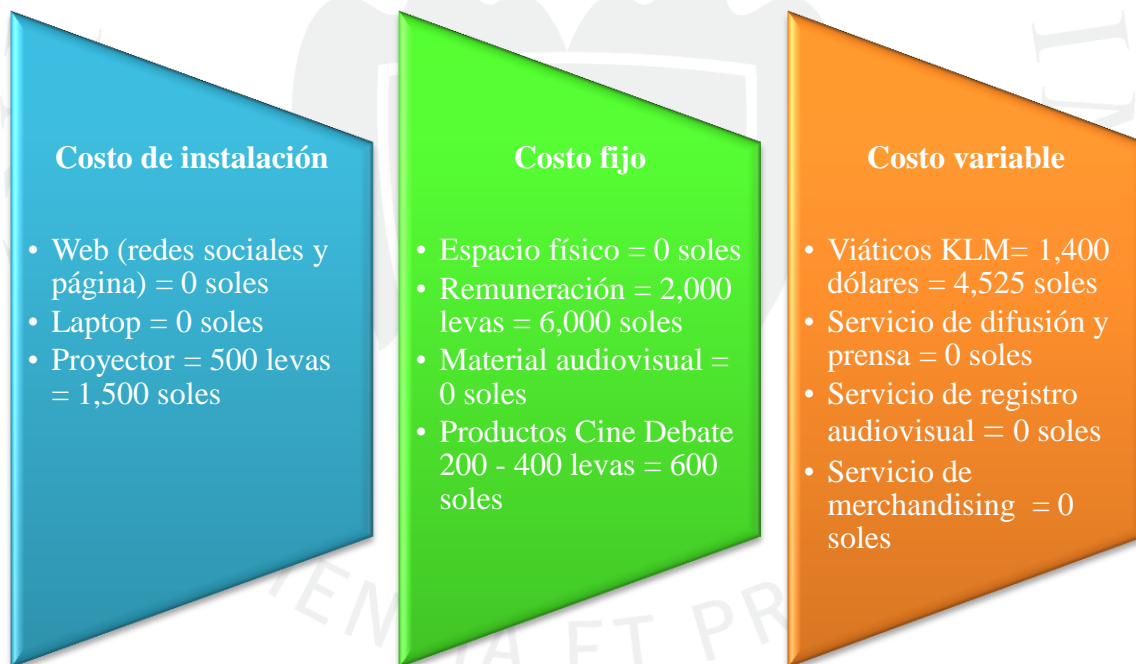 Costo de instalación
• Web (redes sociales y
página) = 0 soles
• Laptop = 0 soles
• Proyector = 500 levas
= 1,500 soles
Costo fijo
• Espacio físico = 0 soles
• Remuneración = 2,000
levas = 6,000 soles
• Material audiovisual =
0 soles
• Productos Cine Debate
200 - 400 levas = 600
soles
Costo variable
• Viáticos KLM= 1,400
dólares = 4,525 soles
• Servicio de difusión y
prensa = 0 soles
• Servicio de registro
audiovisual = 0 soles
• Servicio de
merchandising = 0
soles
ET